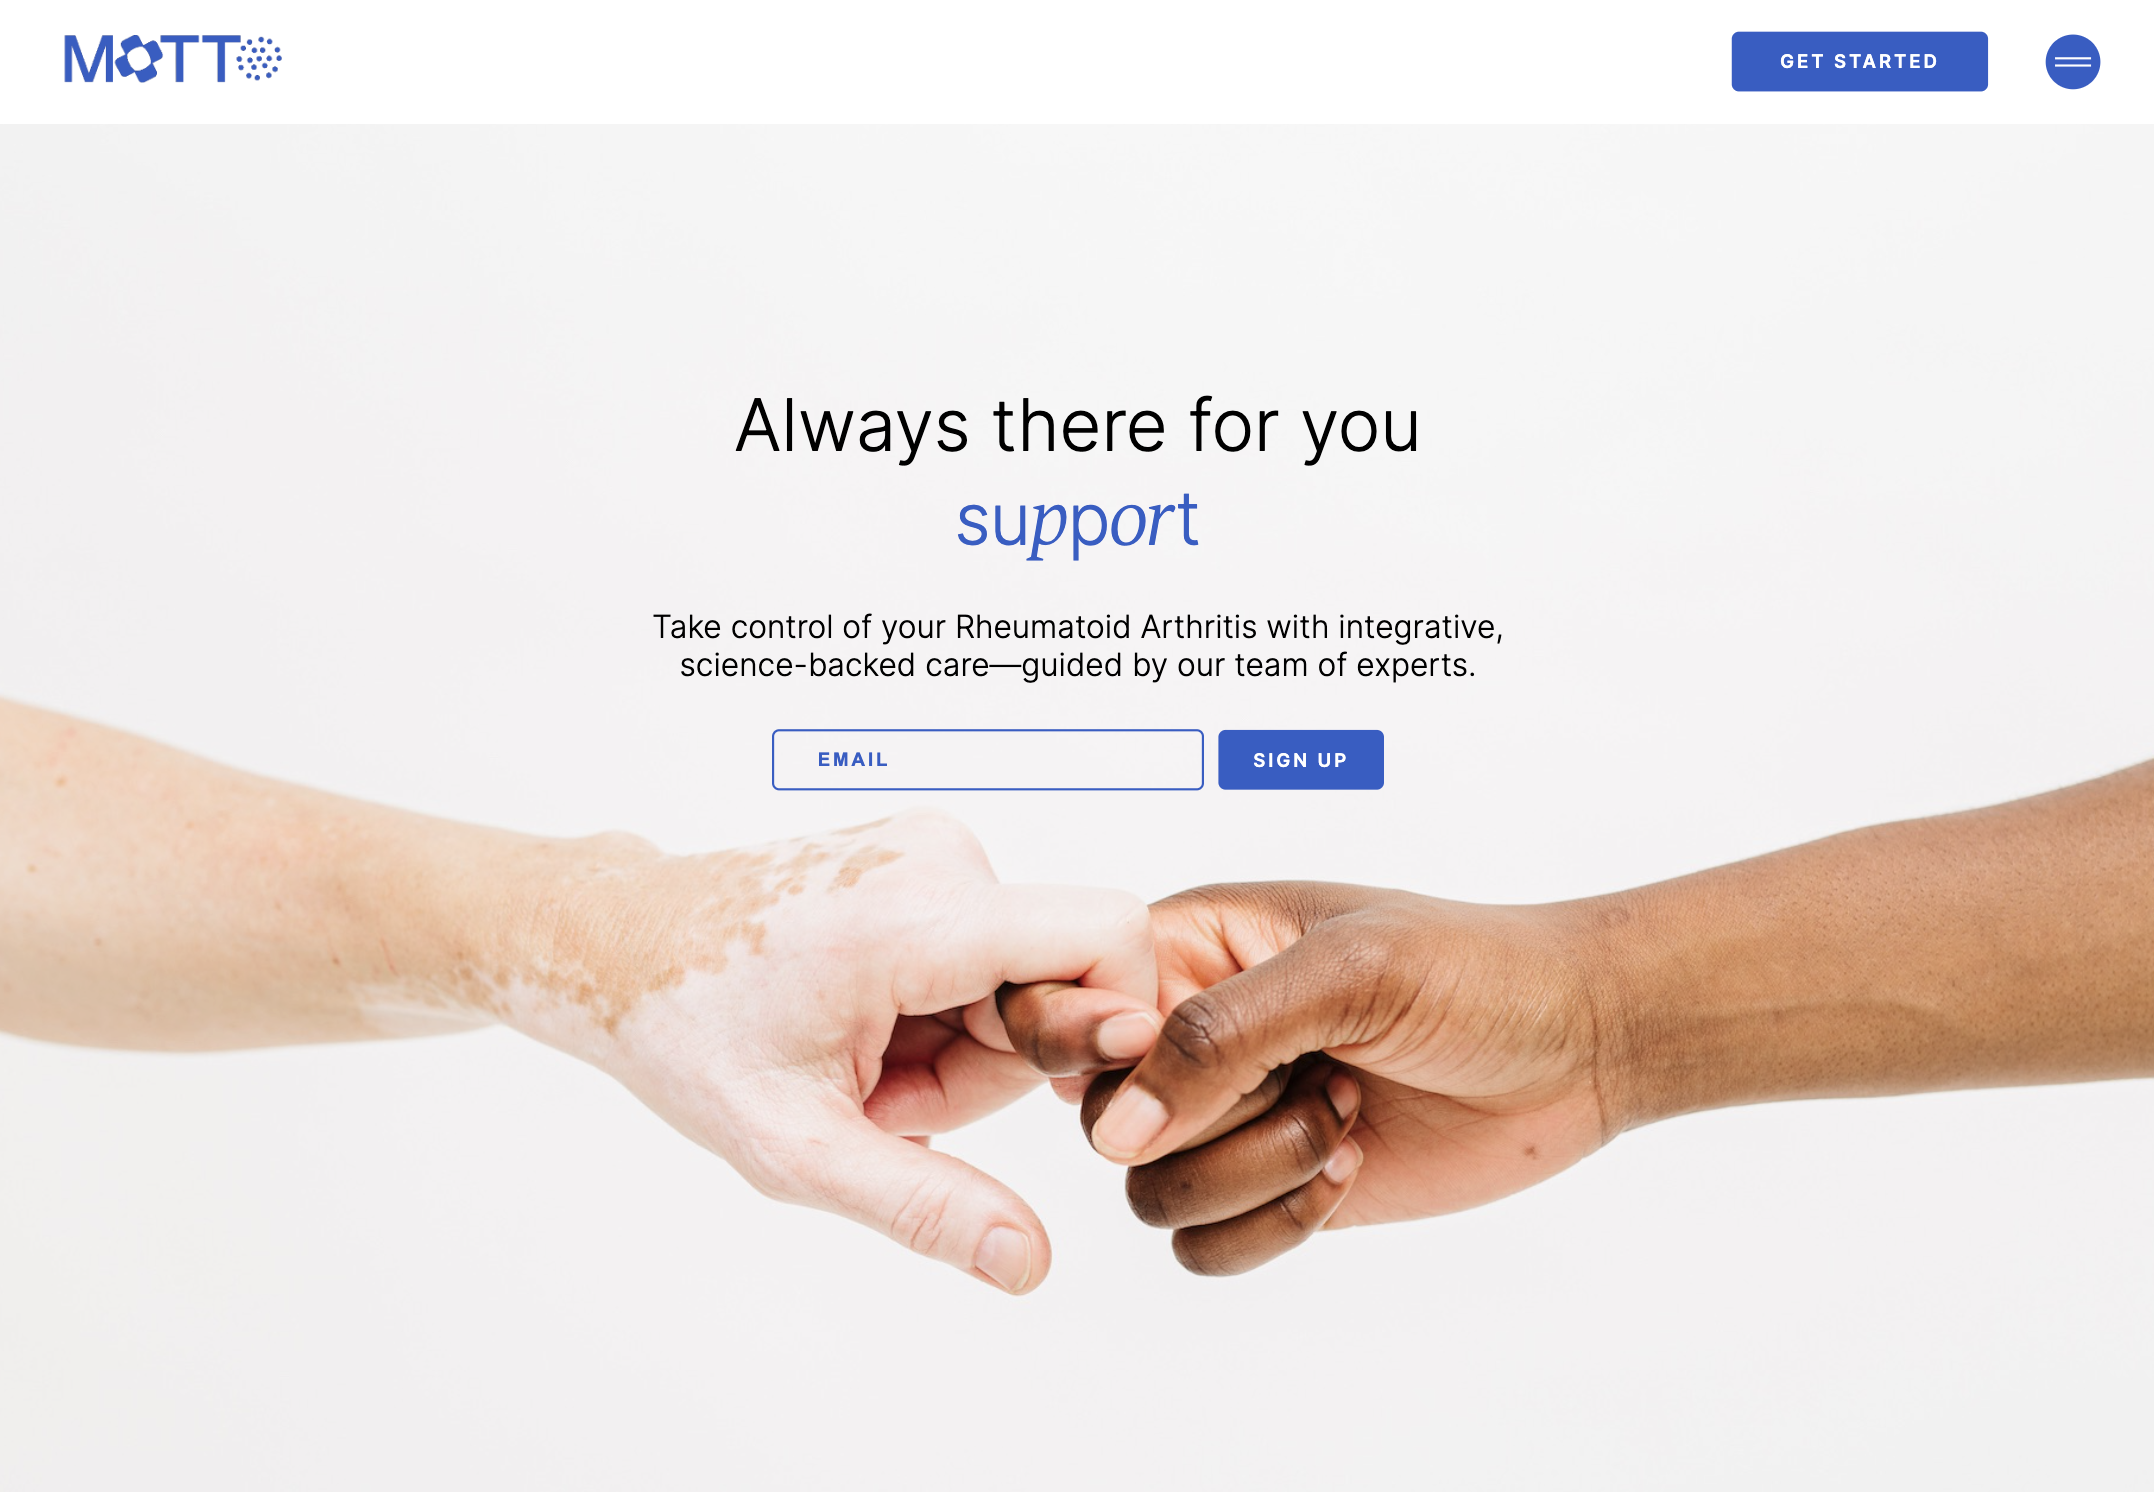 MOTTO
GET STARTED
Always there for you
support
Take control of your Rheumatoid Arthritis with integrative,
science-backed care—guided by our team of experts.
EMAIL
SIGN UP